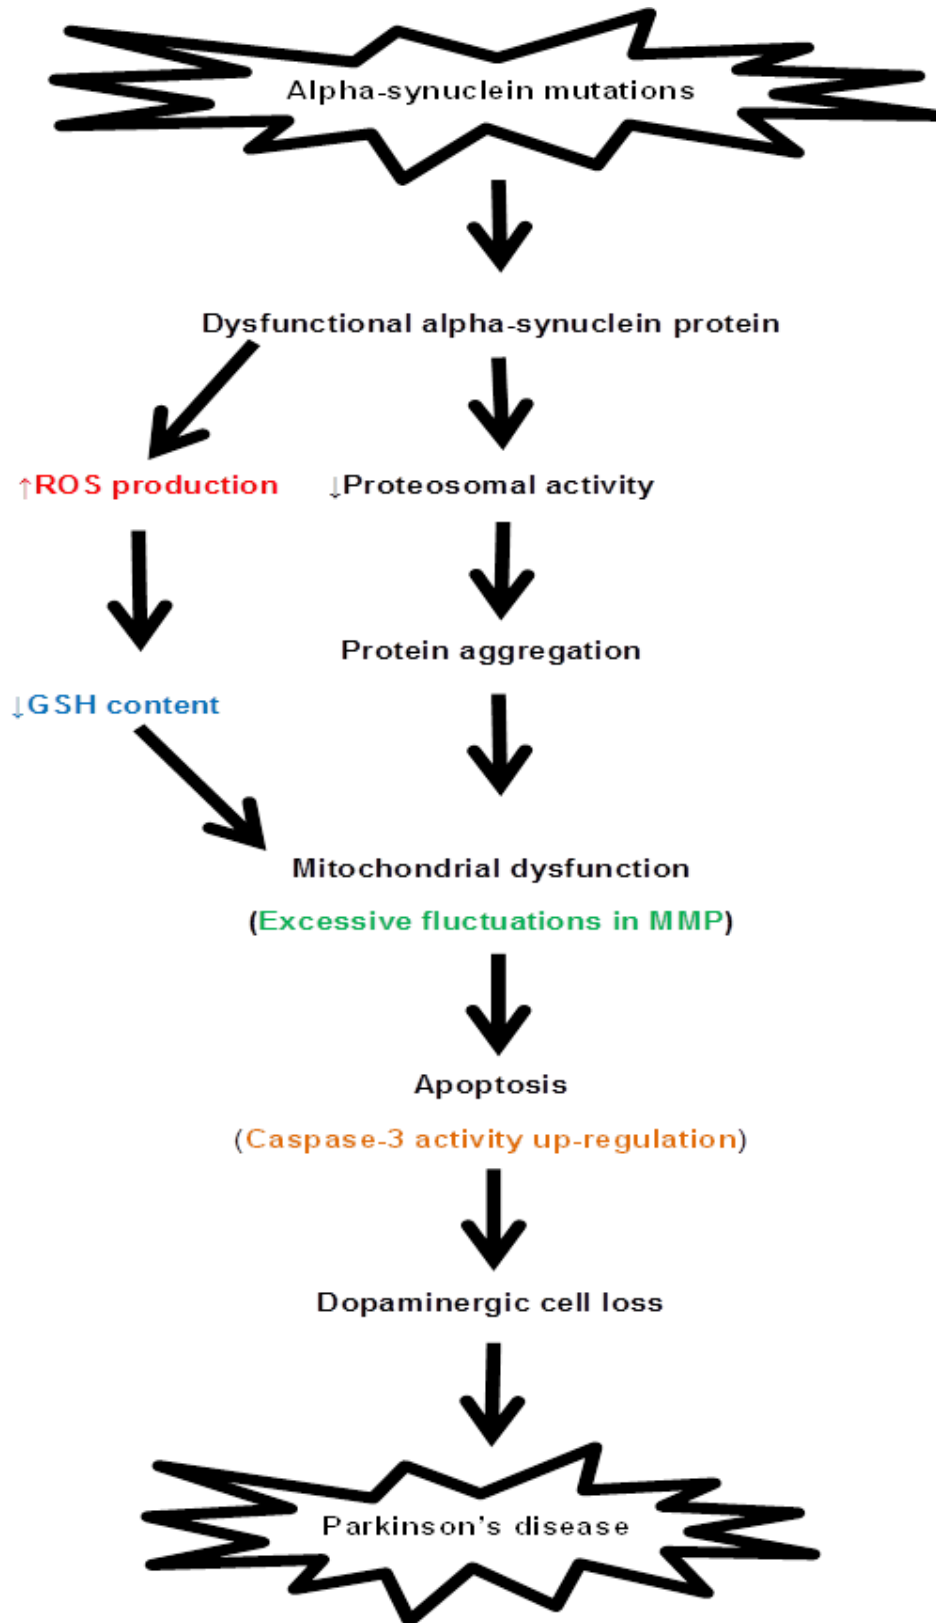 Alpha-synuclein mutations
Dysfunctional alpha-synuclein protein
↑ROS production
↓Proteosomal activity
Protein aggregation
↓GSH content
Mitochondrial dysfunction
(Excessive fluctuations in MMP)
Apoptosis
(Caspase-3 activity up-regulation)
Dopaminergic cell loss
Parkinson’s disease